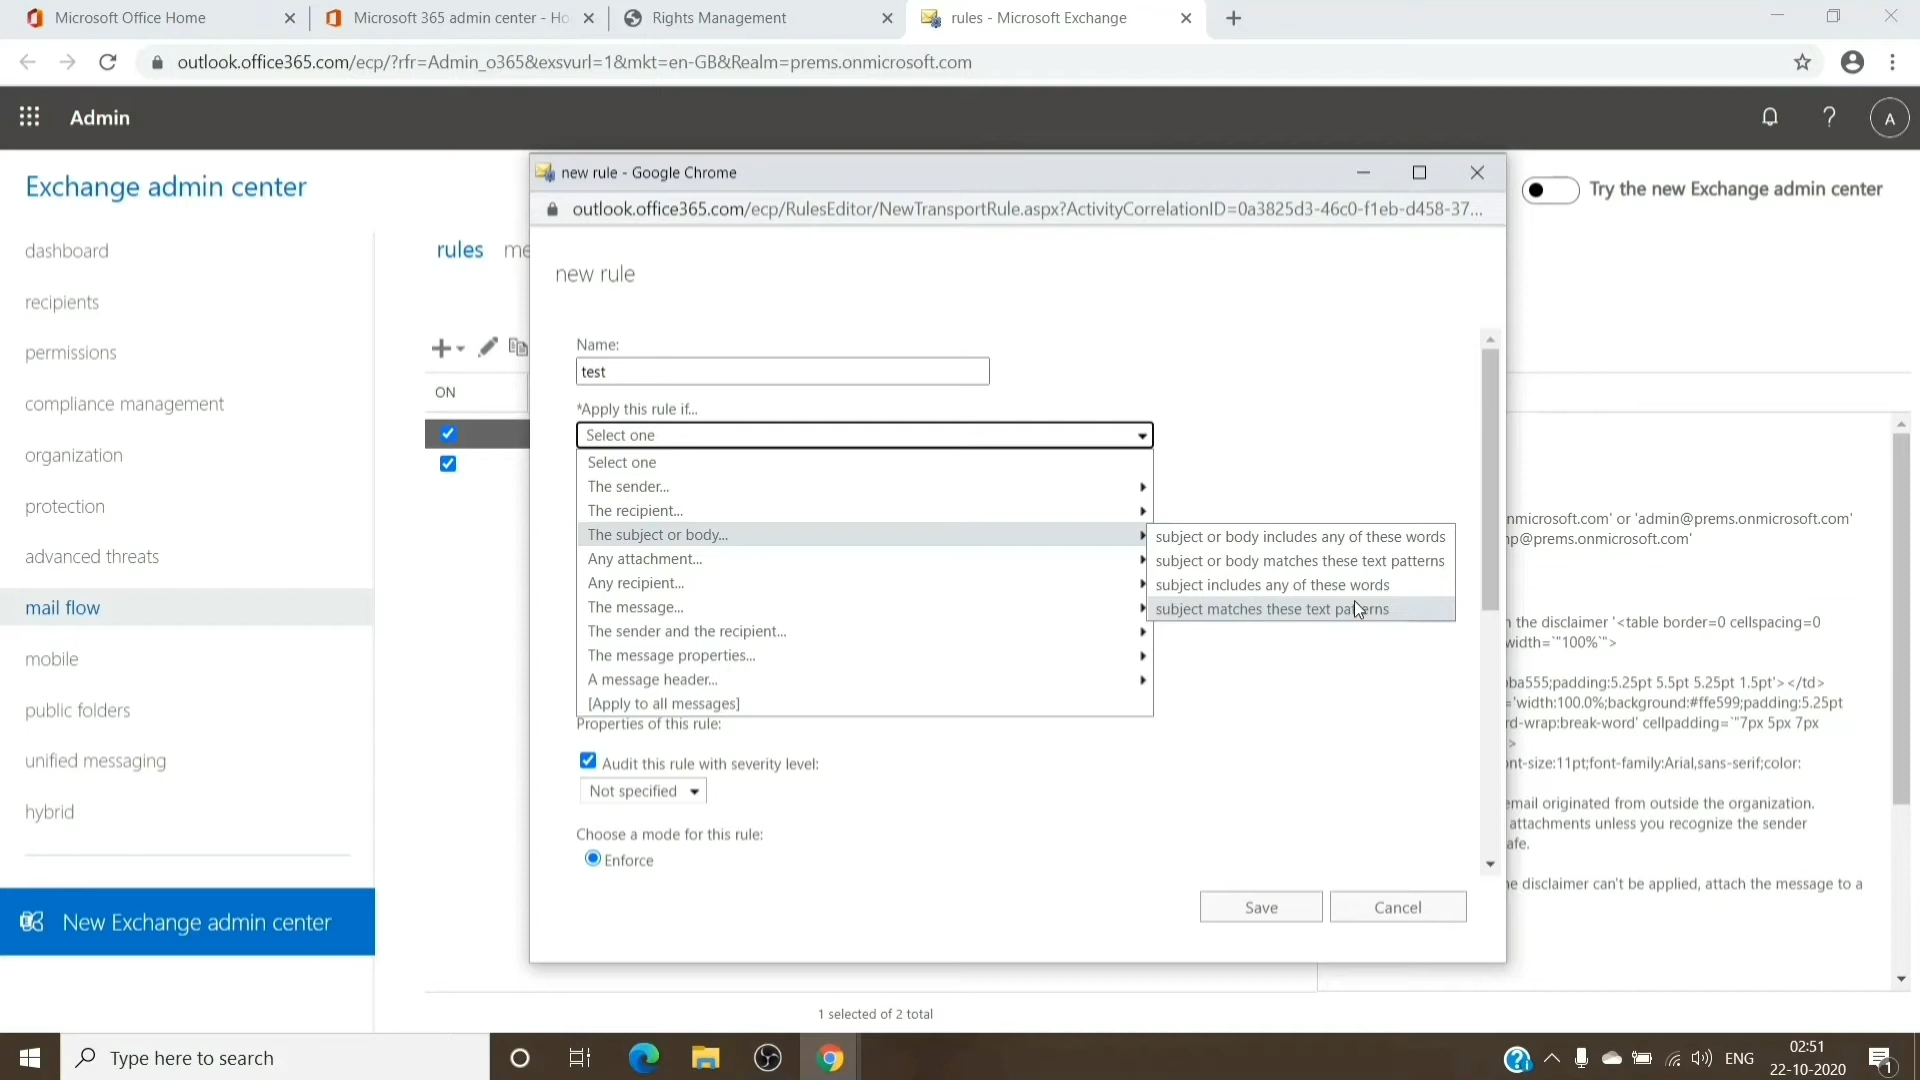 Microsoft Office Home
Microsoft 365 admin center - Ho
Rights Management
rules - Microsoft Exchange
outlook.office365.com/ecp/?rfr=Admin_o365&exsvurl=1&mkt=en-GB&Realm=prems.onmicrosoft.com
Admin
?
A
Exchange admin center
Try the new Exchange admin center
dashboard
recipients
permissions
compliance management
organization
protection
advanced threats
mail flow
mobile
public folders
unified messaging
hybrid
New Exchange admin center
rules me
ON
new rule - Google Chrome
outlook.office365.com/ecp/RulesEditor/NewTransportRule.aspx?ActivityCorrelationID=0a3825d3-46c0-f1eb-d458-37...
new rule
Name:
test
*Apply this rule if...
Select one
Select one
The sender...
The recipient...
The subject or body...
Any attachment...
Any recipient...
The message...
The sender and the recipient...
The message properties...
A message header...
[Apply to all messages]
subject or body includes any of these words
subject or body matches these text patterns
subject includes any of these words
subject matches these text patterns
Properties of this rule:
Audit this rule with severity level:
Not specified
Choose a mode for this rule:
Enforce
Save
Cancel
nmicrosoft.com' or 'admin@prems.onmicrosoft.com'
p@prems.onmicrosoft.com'
the disclaimer '<table border=0 cellspacing=0
width=`"100%`">
ba555;padding:5.25pt 5.5pt 5.25pt 1.5pt'></td>
'width:100.0%;background:#ffe599;padding:5.25pt
d-wrap:break-word' cellpadding=`"7px 5px 7px
>
nt-size:11pt;font-family:Arial,sans-serif;color:
email originated from outside the organization.
attachments unless you recognize the sender
afe.
e disclaimer can't be applied, attach the message to a
1 selected of 2 total
Type here to search
ENG
02:51
22-10-2020
1